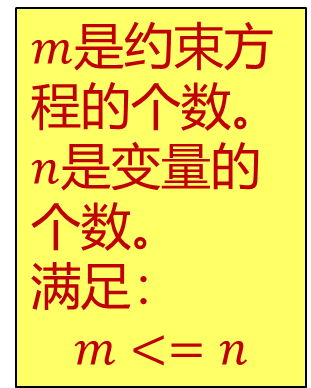 m是约束方
程的个数。
n是变量的
个数。
满足：
m <= n